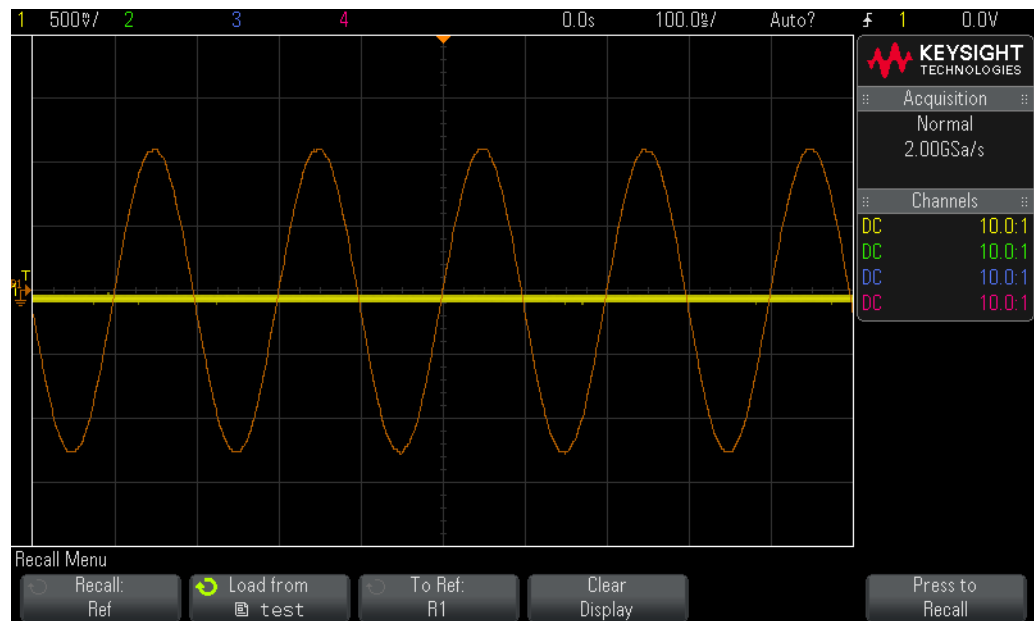 1 500mV/ 2 3 4 0.0s 100.0ms/ Auto? 1 0.0V
KEYSIGHT
TECHNOLOGIES
Acquisition
Normal
2.00GSa/s
Channels
DC 10.0:1
DC 10.0:1
DC 10.0:1
DC 10.0:1
T
Recall Menu
Recall: Load from To Ref: Clear Press to
Ref test R1 Display Recall